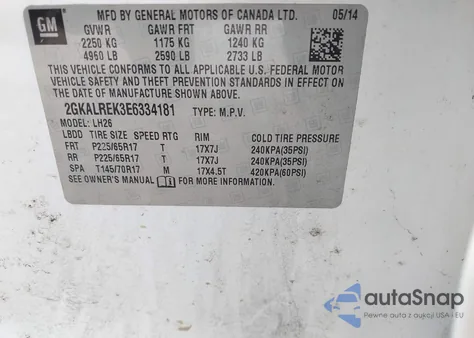 GM
MFD BY GENERAL MOTORS OF CANADA LTD. 05/14
GVWR GAWR FRT GAWR RR
2250 KG 1175 KG 1240 KG
4960 LB 2590 LB 2733 LB
THIS VEHICLE CONFORMS TO ALL APPLICABLE U.S. FEDERAL MOTOR
VEHICLE SAFETY AND THEFT PREVENTION STANDARDS IN EFFECT ON
THE DATE OF MANUFACTURE SHOWN ABOVE.
2GKALREK3E6334181 TYPE: M.P.V.
MODEL: LH26
LBDD TIRE SIZE SPEED RTG RIM COLD TIRE PRESSURE
FRT P225/65R17 T 17X7J 240KPA(35PSI)
RR P225/65R17 T 17X7J 240KPA(35PSI)
SPA T145/70R17 M 17X4.5T 420KPA(60PSI)
SEE OWNER'S MANUAL FOR MORE INFORMATION.
autaSnap
Pewne auta z USA i EU